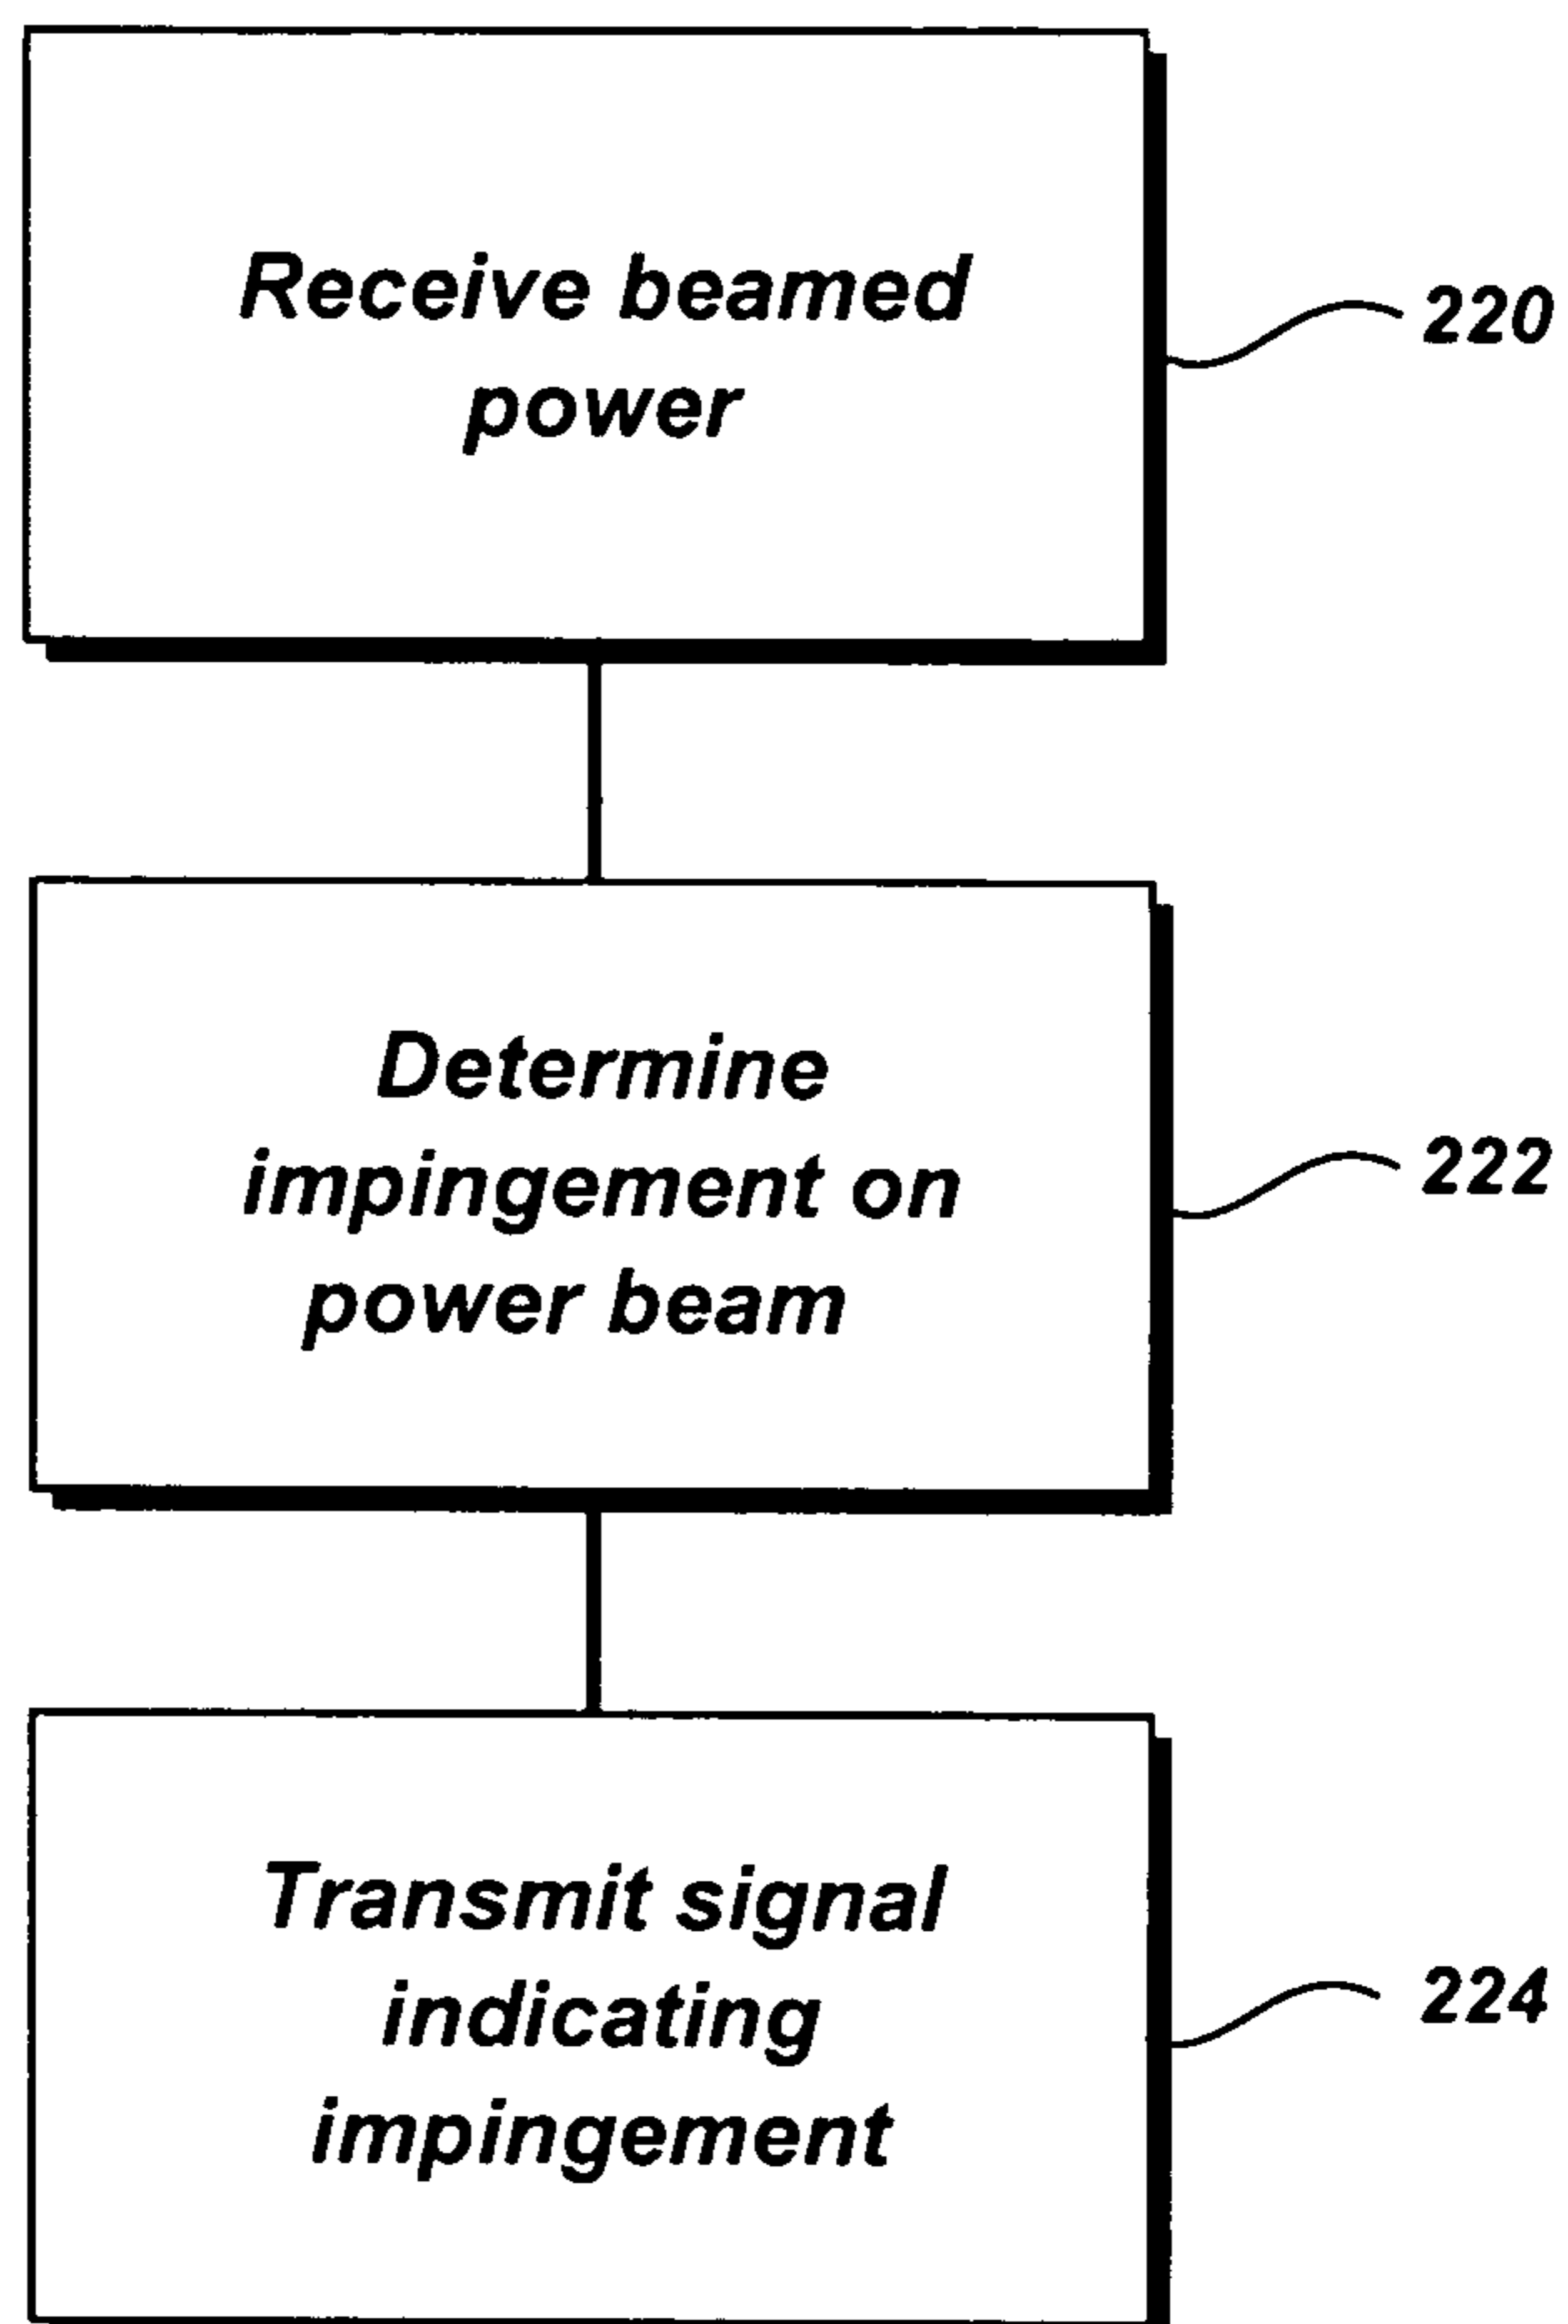 Receive beamed
power
220
Determine
impingement on
power beam
222
Transmit signal
indicating
impingement
224